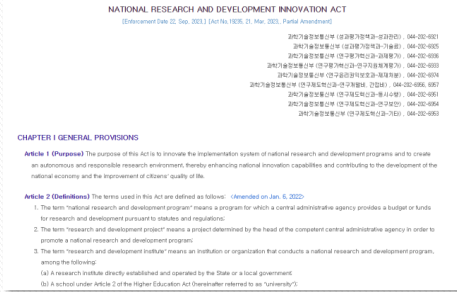 NATIONAL RESEARCH AND DEVELOPMENT INNOVATION ACT
[Enforcement Date 22. Sep, 2023.] [Act No.19236, 21. Mar, 2023., Partial Amendment]
과학기술정보통신부 (성과평가정책과-성과관리), 044-202-6921
과학기술정보통신부 (성과평가정책과-기술료), 044-202-6925
과학기술정보통신부 (연구평가혁신과-과제평가), 044-202-6936
과학기술정보통신부 (연구평가혁신과-연구지원체계평가), 044-202-6933
과학기술정보통신부 (연구윤리권익보호과-제재처분), 044-202-6974
과학기술정보통신부 (연구제도혁신과-연구개발비, 간접비), 044-202-6956, 6957
과학기술정보통신부 (연구제도혁신과-동시수행), 044-202-6951
과학기술정보통신부 (연구제도혁신과-연구보안), 044-202-6954
과학기술정보통신부 (연구제도혁신과-기타), 044-202-6953
CHAPTER I GENERAL PROVISIONS
Article 1 (Purpose) The purpose of this Act is to innovate the implementation system of national research and development programs and to create
an autonomous and responsible research environment, thereby enhancing national innovation capabilities and contributing to the development of the
national economy and the improvement of citizens' quality of life.
Article 2 (Definitions) The terms used in this Act are defined as follows: <Amended on Jan. 6, 2022>
1. The term "national research and development program" means a program for which a central administrative agency provides a budget or funds
for research and development pursuant to statutes and regulations;
2. The term "research and development project" means a project determined by the head of the competent central administrative agency in order to
promote a national research and development program;
3. The term "research and development institute" means an institution or organization that conducts a national research and development program,
among the following:
(a) A research institute directly established and operated by the State or a local government;
(b) A school under Article 2 of the Higher Education Act (hereinafter referred to as "university");